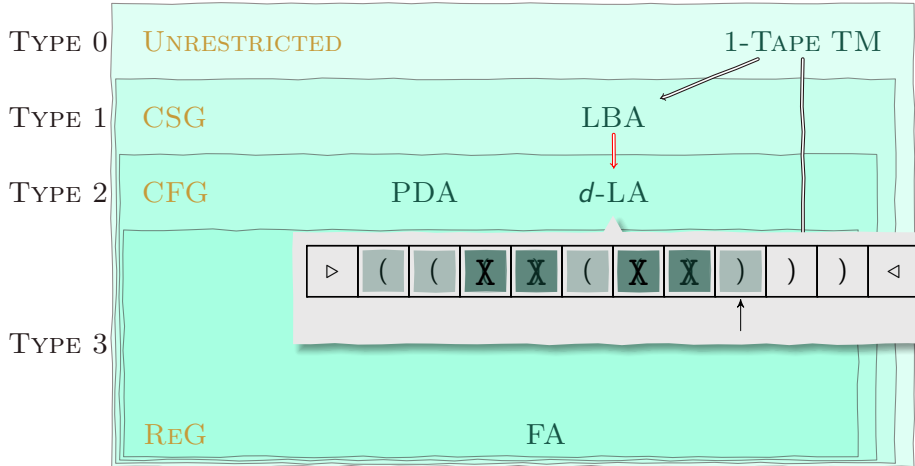 TYPE 0 UNRESTRICTED 1-TAPE TM
TYPE 1 CSG LBA
TYPE 2 CFG PDA d-LA
▷ ( ( X X ( X X ) ) ) ◁
TYPE 3
REG FA